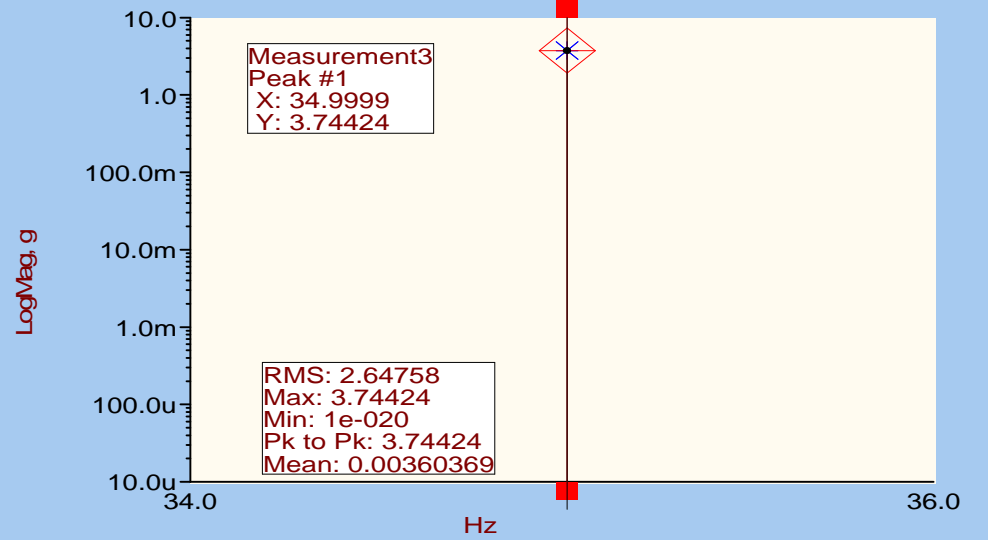 10.0
Measurement3
Peak #1
X: 34.9999
Y: 3.74424
1.0
100.0m
10.0m
LogMag, g
1.0m
RMS: 2.64758
Max: 3.74424
Min: 1e-020
Pk to Pk: 3.74424
Mean: 0.00360369
100.0u
10.0u
34.0
36.0
Hz